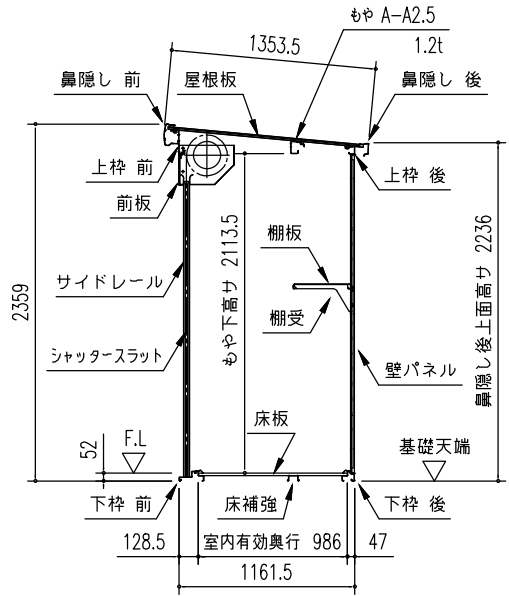 もや A-A2.5
1.2t
1353.5
鼻隠し 前
屋根板
鼻隠し 後
上枠 前
上枠 後
前板
棚板
もや下高サ 2113.5
鼻隠し後上面高サ 2236
2359
サイドレール
棚受
シャッタースラット
壁パネル
床板
F.L
52
基礎天端
下枠 前
床補強
下枠 後
128.5
室内有効奥行 986
47
1161.5